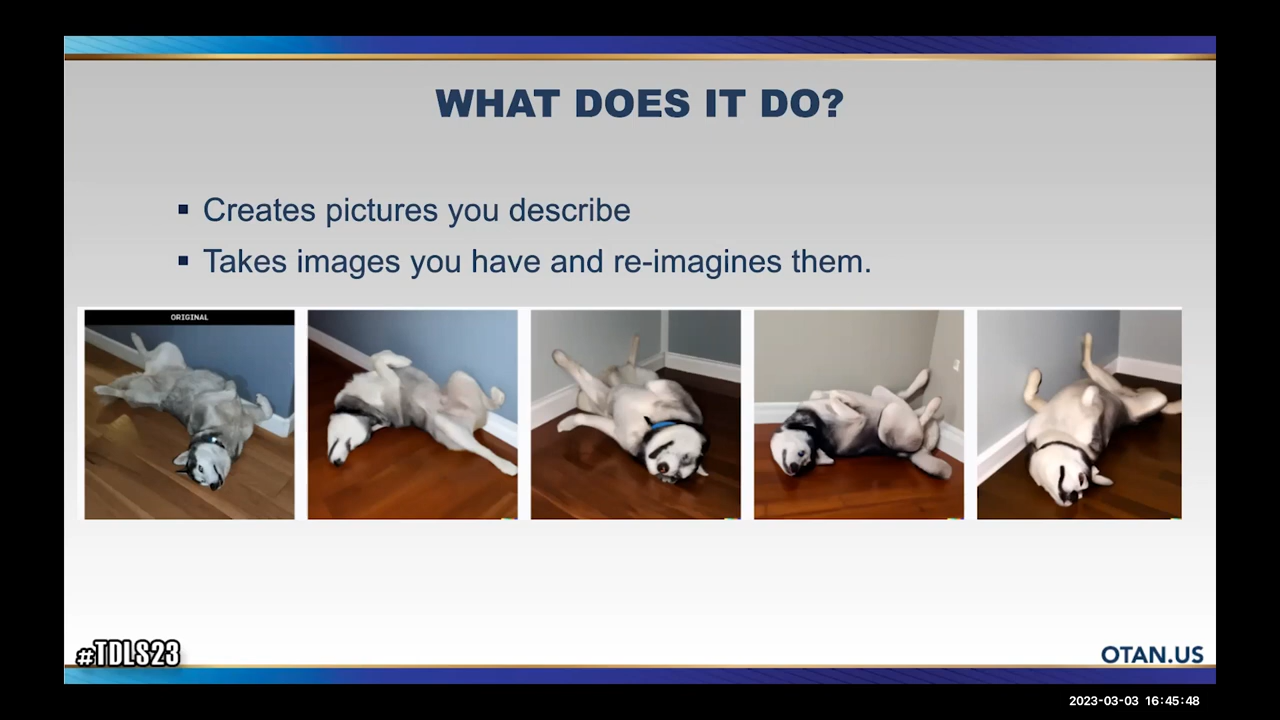 WHAT DOES IT DO?
▪ Creates pictures you describe
▪ Takes images you have and re-imagines them.
ORIGINAL
#TDLS23
OTAN.US
2023-03-03 16:45:48